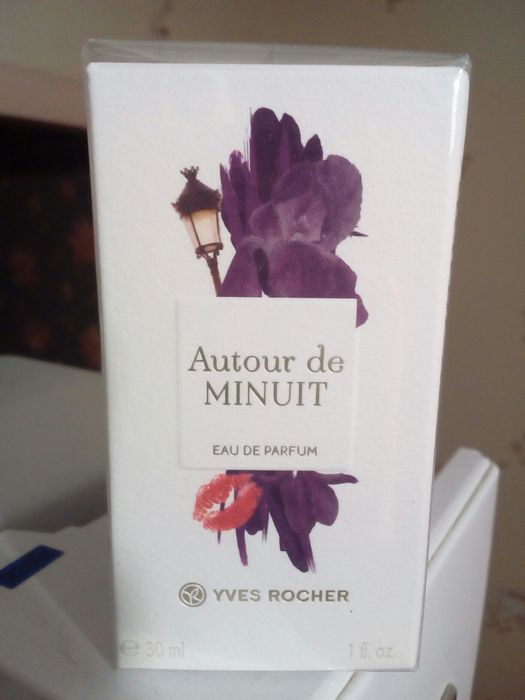 Autour de
MINUIT
EAU DE PARFUM
YVES ROCHER
e 30 ml 1 fl. oz.